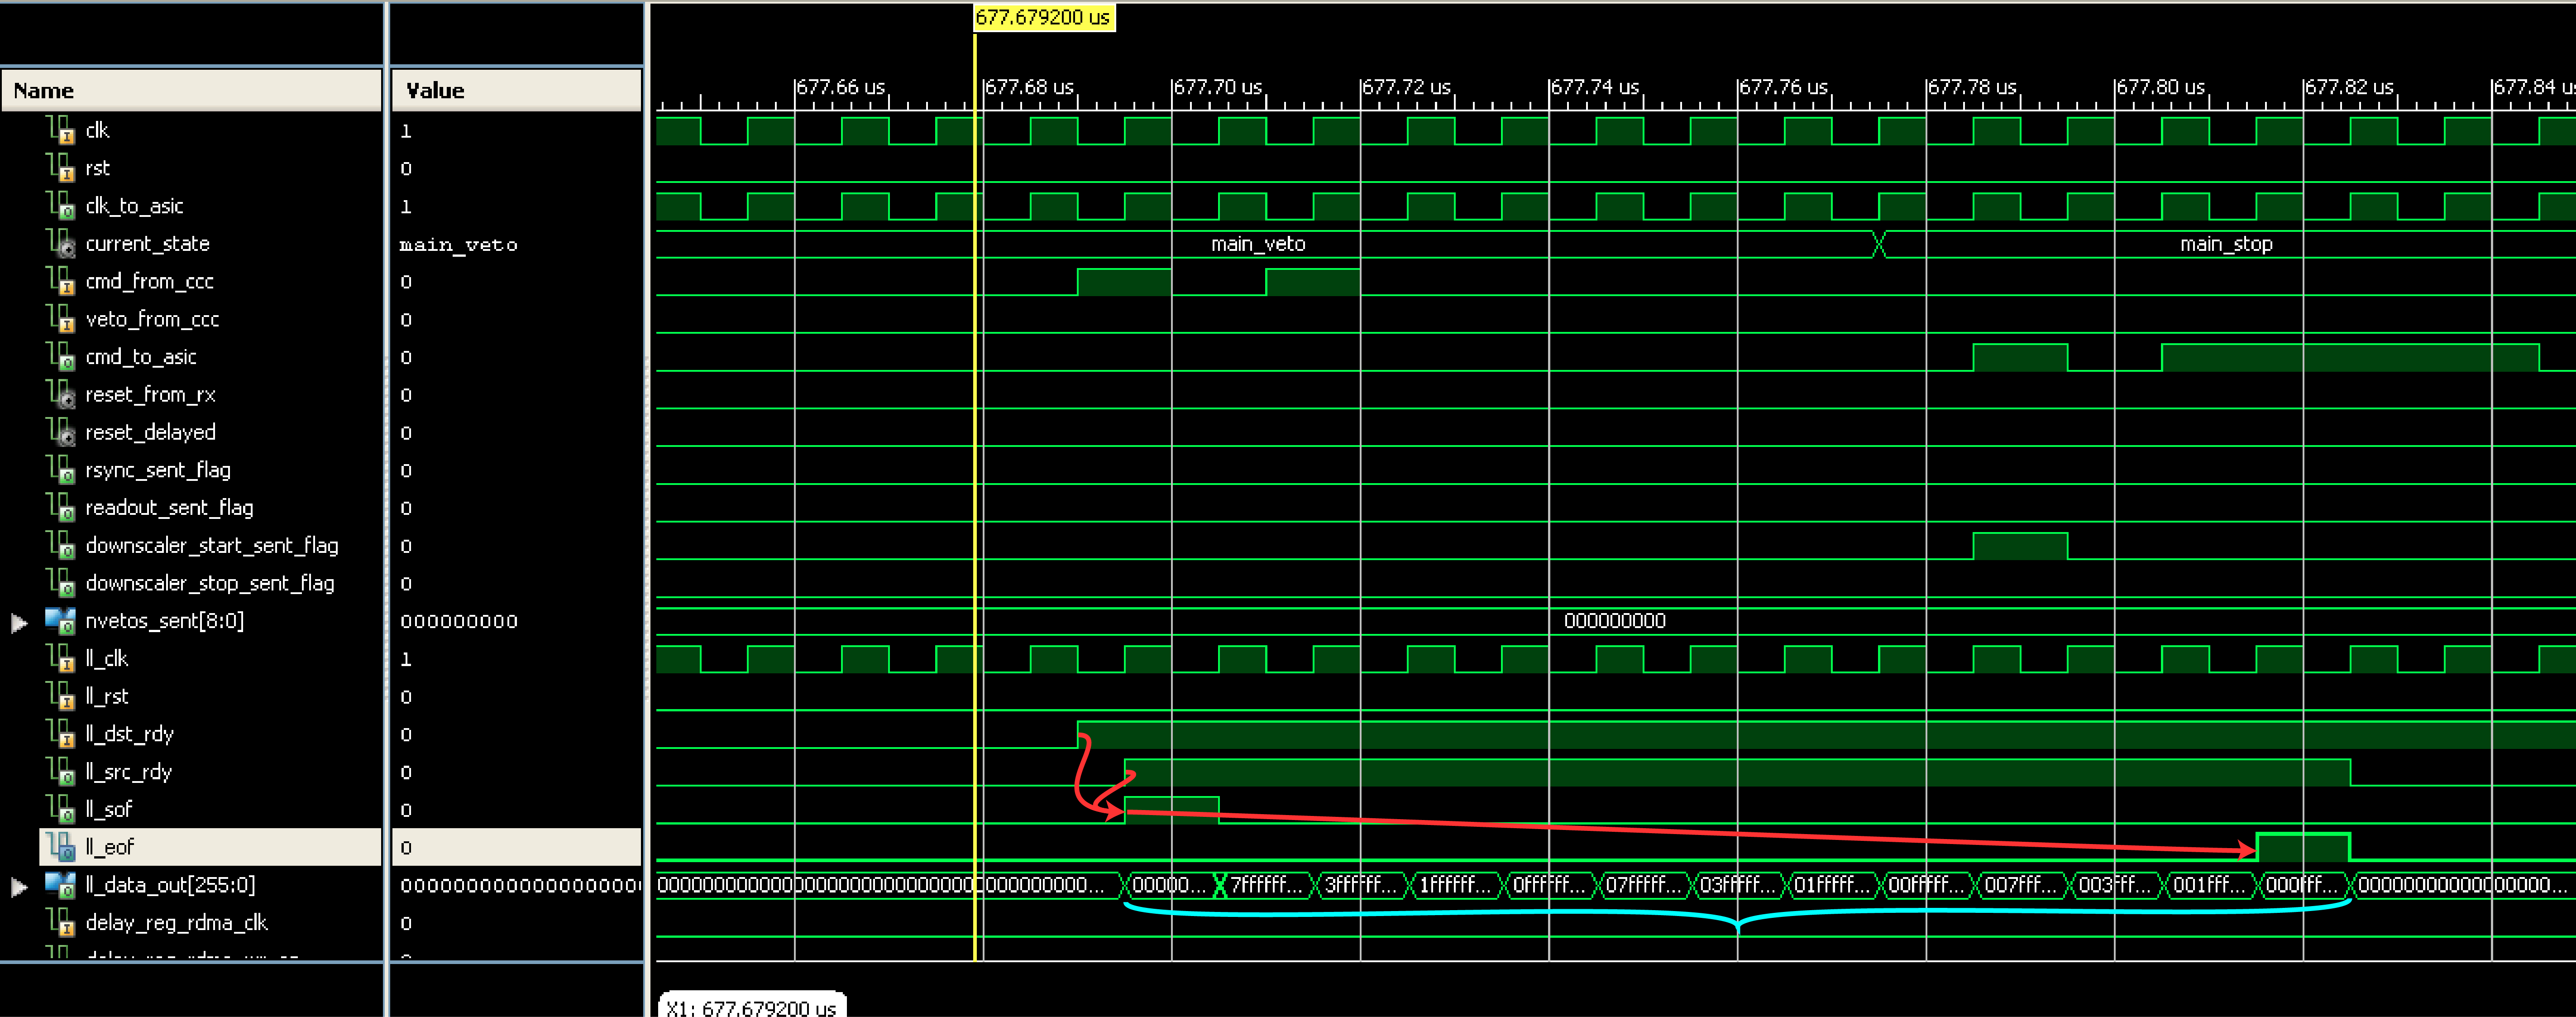 677.679200 us
Name Value 677.66 us 677.68 us 677.70 us 677.72 us 677.74 us 677.76 us 677.78 us 677.80 us 677.82 us 677.84 us
clk 1
rst 0
clk_to_asic 1
current_state main_veto main_veto main_stop
cmd_from_ccc 0
veto_from_ccc 0
cmd_to_asic 0
reset_from_rx 0
reset_delayed 0
rsync_sent_flag 0
readout_sent_flag 0
downscaler_start_sent_flag 0
downscaler_stop_sent_flag 0
nvetos_sent[8:0] 000000000 000000000
ll_clk 1
ll_rst 0
ll_dst_rdy 0
ll_src_rdy 0
ll_sof 0
ll_eof 0
ll_data_out[255:0] 00000... 7ffffff... 3ffffff... 1ffffff... 0ffffff... 07fffff... 03fffff... 01fffff... 00fffff... 007fff... 003fff... 001fff... 000fff...
delay_reg_rdma_clk 0
X1: 677.679200 us